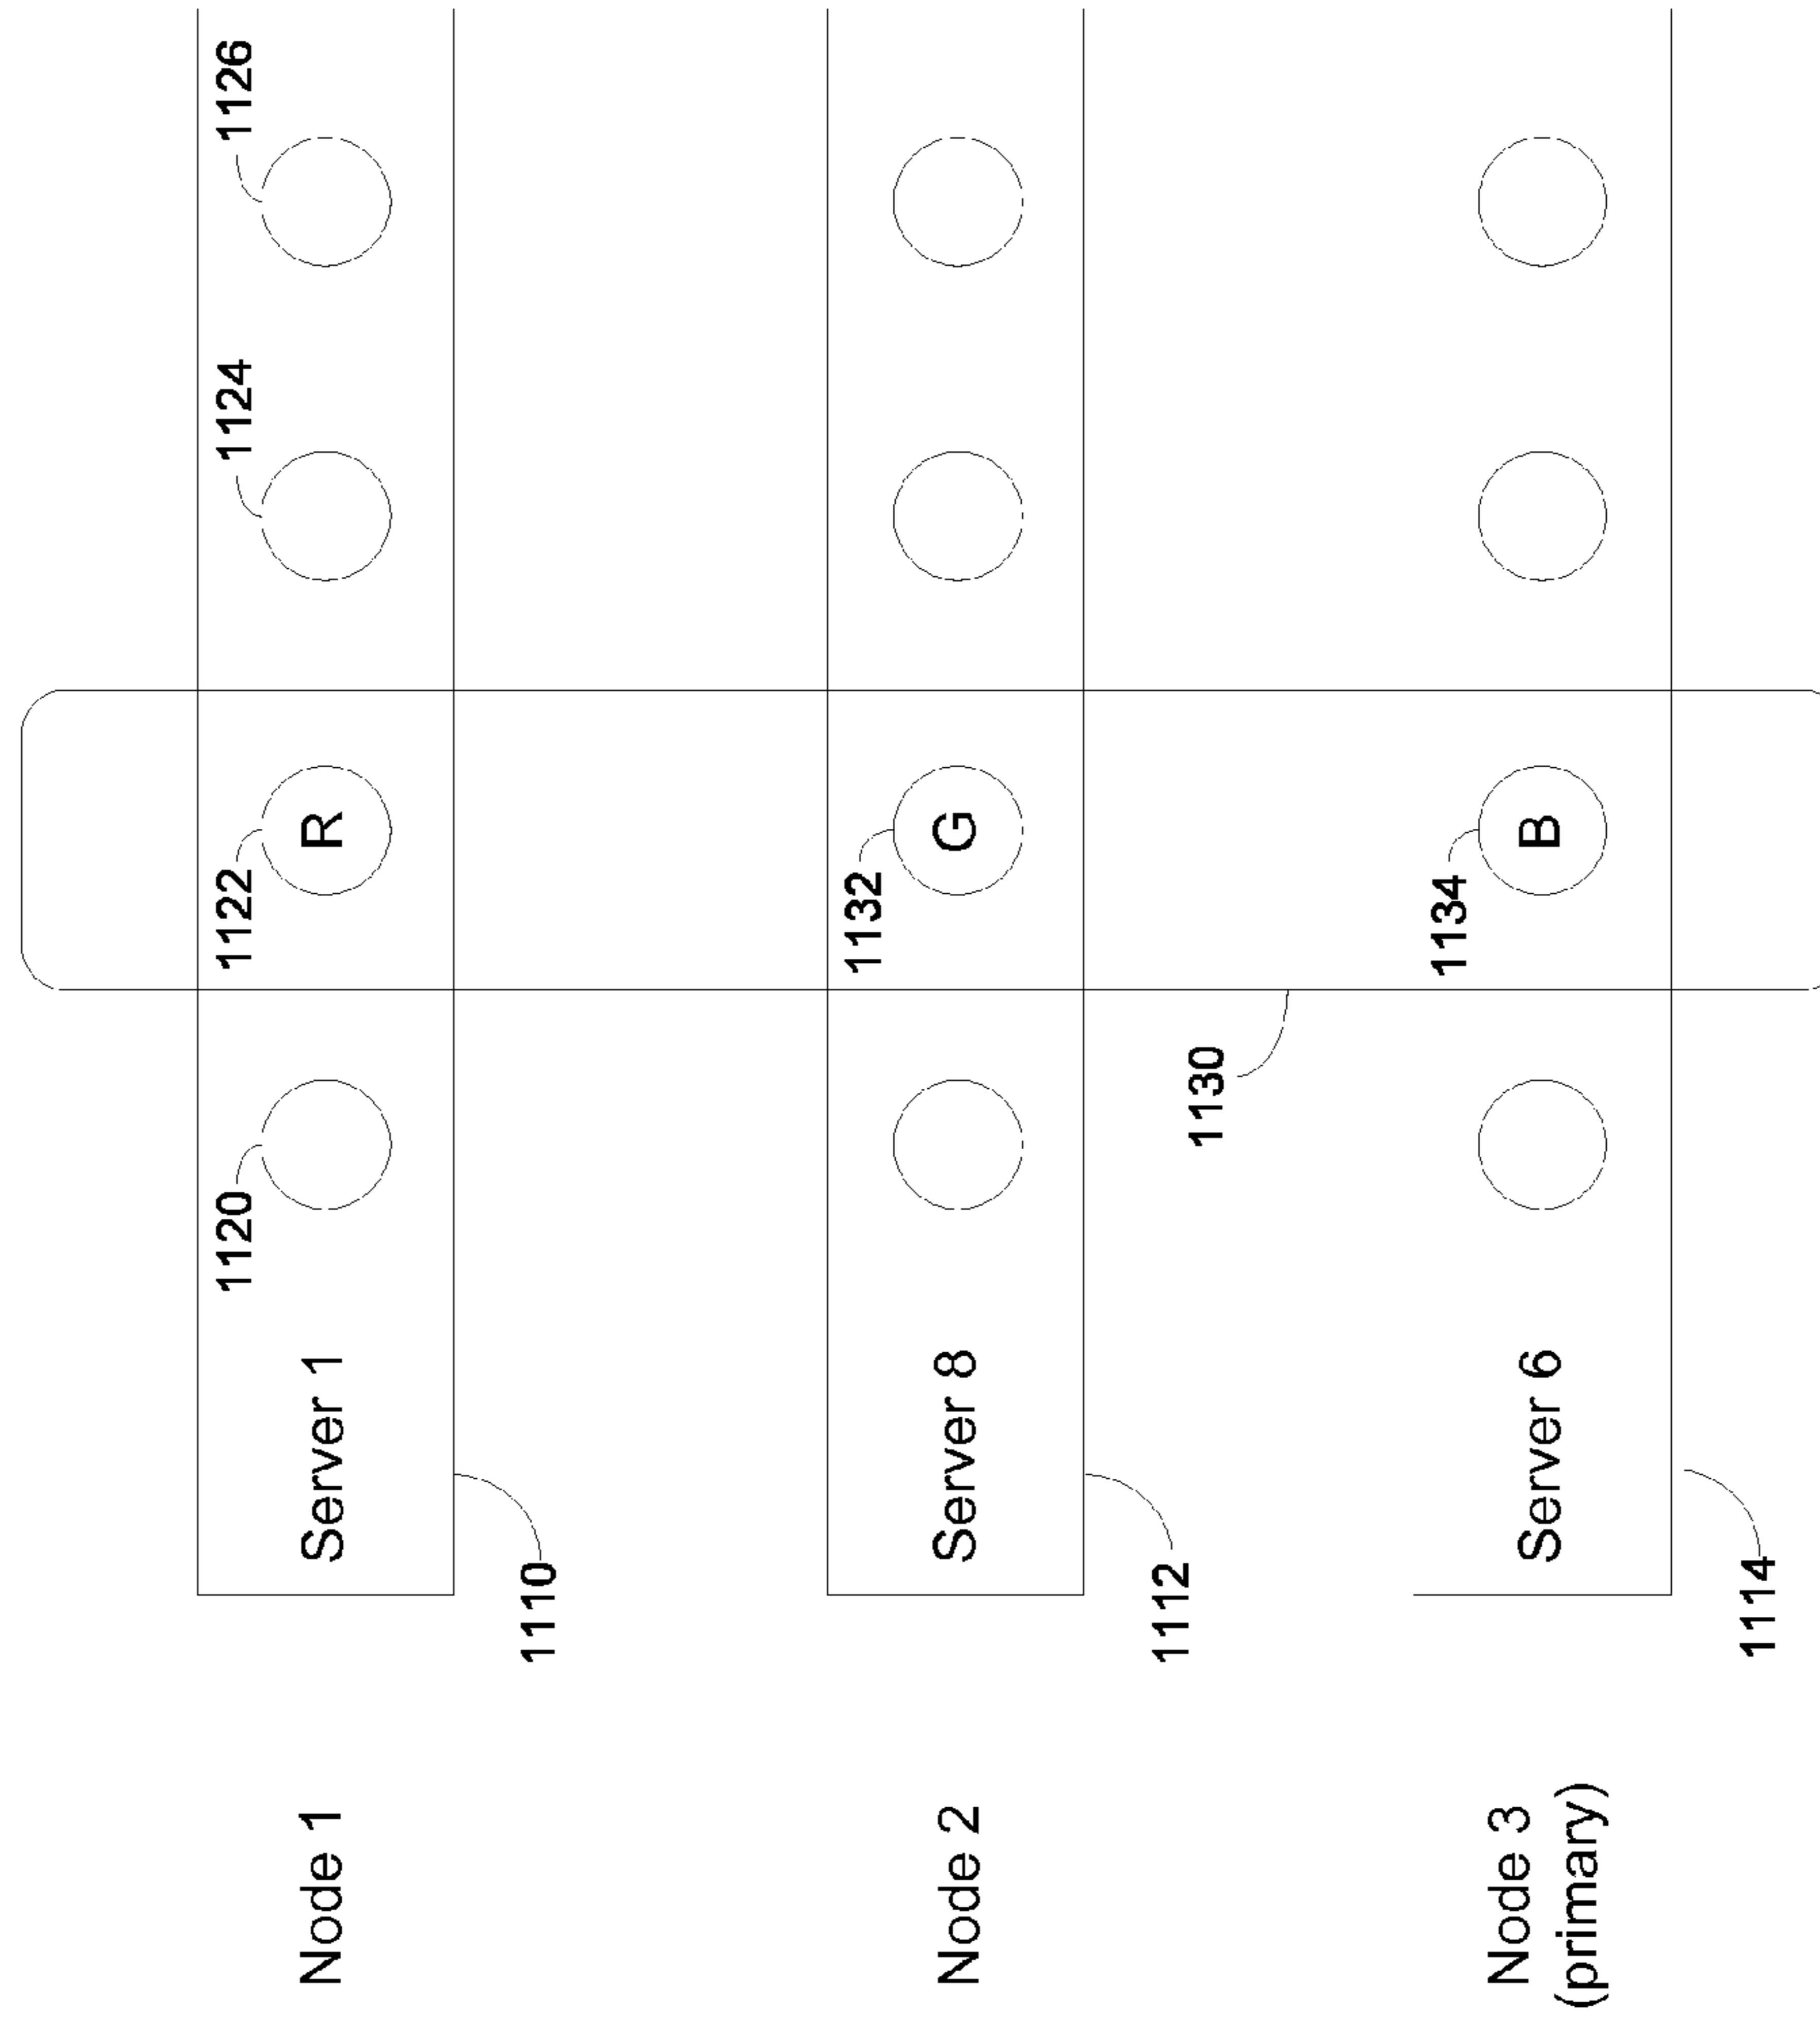 1120 1122 1124 1126
Node 1 Server 1 R
1110
1132
Node 2 Server 8 G
1112
1130
1134
Node 3 Server 6 B
(primary)
1114